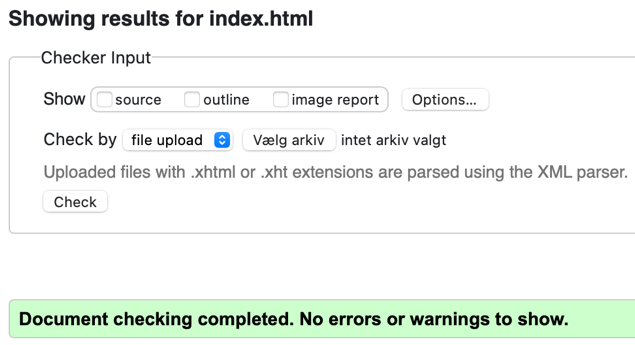 Showing results for index.html
Checker Input
Show source outline image report Options...
Check by file upload Vælg arkiv intet arkiv valgt
Uploaded files with .xhtml or .xht extensions are parsed using the XML parser.
Check
Document checking completed. No errors or warnings to show.